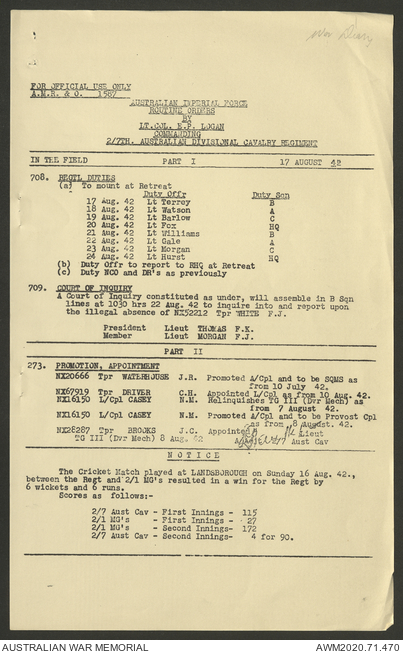 War Diary
FOR OFFICIAL USE ONLY
A.M.R. & O. 1587
AUSTRALIAN IMPERIAL FORCE
ROUTINE ORDERS
BY
LT.COL. E.P. LOGAN
COMMANDING
2/7TH. AUSTRALIAN DIVISIONAL CAVALRY REGIMENT
IN THE FIELD PART I 17 AUGUST 42
708. REGTL DUTIES
(a) To mount at Retreat
Duty Offr Duty Sqn
17 Aug. 42 Lt Terrey B
18 Aug. 42 Lt Watson A
19 Aug. 42 Lt Barlow C
20 Aug. 42 Lt Fox HQ
21 Aug. 42 Lt Williams B
22 Aug. 42 Lt Gale A
23 Aug. 42 Lt Morgan C
24 Aug. 42 Lt Hurst HQ
(b) Duty Offr to report to RHQ at Retreat
(c) Duty NCO and DR's as previously
709. COURT OF INQUIRY
A Court of Inquiry constituted as under, will assemble in B Sqn
lines at 1030 hrs 22 Aug. 42 to inquire into and report upon
the illegal absence of NX52212 Tpr WHITE F.J.
President Lieut THOMAS F.K.
Member Lieut MORGAN F.J.
PART II
273. PROMOTION, APPOINTMENT
NX20666 Tpr WATERHOUSE J.R. Promoted A/Cpl and to be SQMS as
from 10 July 42.
NX67919 Tpr DRIVER C.H. Appointed L/Cpl as from 10 Aug. 42.
NX16150 L/Cpl CASEY N.M. Relinquishes TG III (Dvr Mech) as
from 7 August 42.
NX16150 L/Cpl CASEY N.M. Promoted A/Cpl and to be Provost Cpl
as from 8 august. 42
NX28287 Tpr BROOKS J.C. Appointed Lieut
TG III (Dvr Mech) 8 Aug. 42 Aust Cav
NOTICE
The Cricket Match played at LANDSBOROUGH on Sunday 16 Aug. 42.,
between the Regt and 2/1 MG's resulted in a win for the Regt by
6 wickets and 6 runs.
Scores as follows:-
2/7 Aust Cav - First Innings - 115
2/1 MG's - First Innings - 27
2/1 MG's - Second Innings- 172
2/7 Aust Cav - Second Innings- 4 for 90.
AUSTRALIAN WAR MEMORIAL AWM2020.71.470